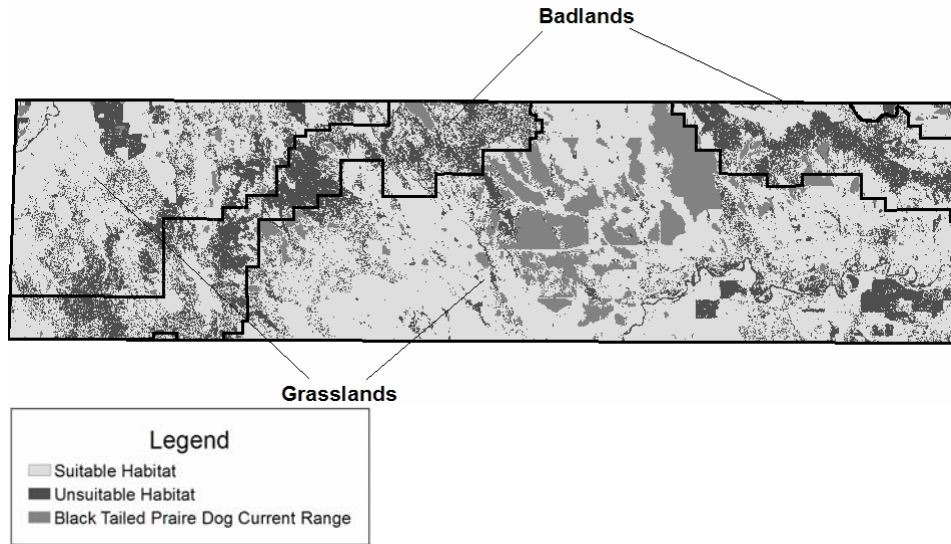 Badlands
Grasslands
Legend
Suitable Habitat
Unsuitable Habitat
Black Tailed Praire Dog Current Range